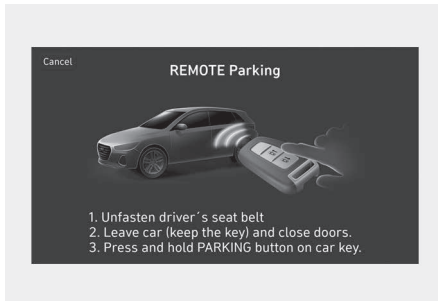 Cancel
REMOTE Parking
1. Unfasten driver´s seat belt
2. Leave car (keep the key) and close doors.
3. Press and hold PARKING button on car key.